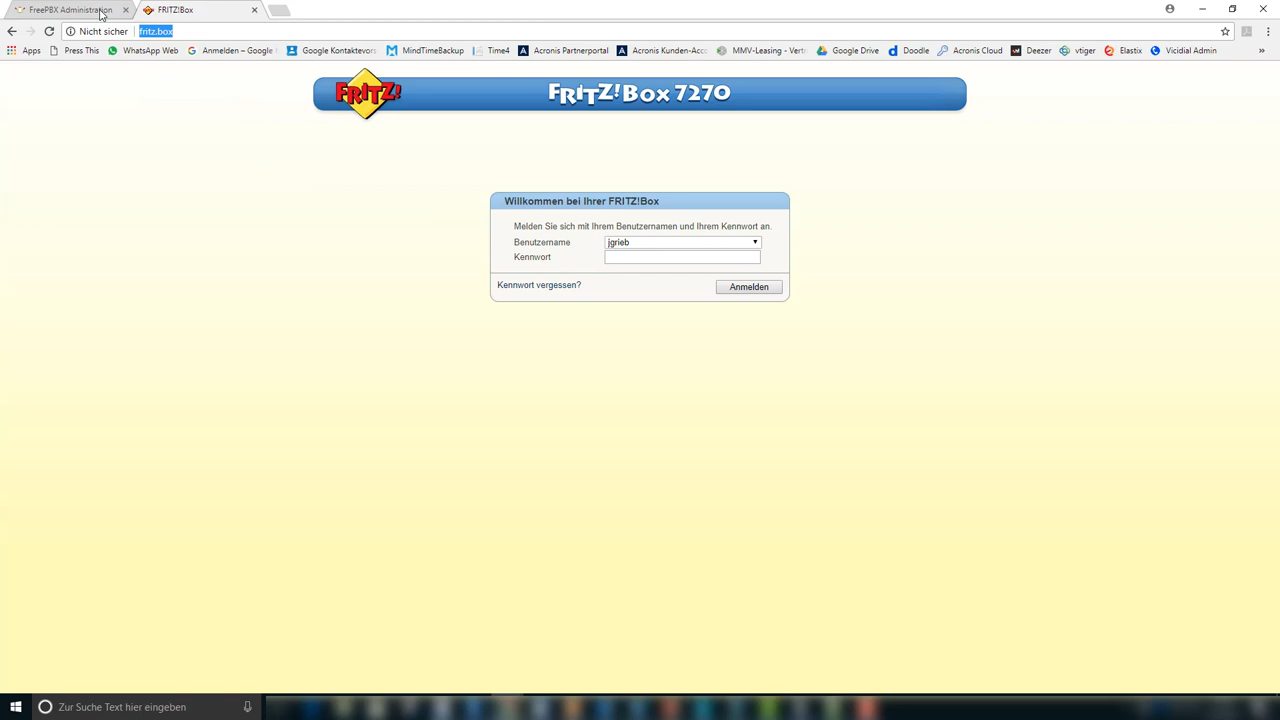 FreePBX Administration
FRITZ!Box
Nicht sicher
fritz.box
Apps
Press This
WhatsApp Web
Anmelden – Google
Google Kontaktevor
MindTimeBackup
Time4
Acronis Partnerportal
Acronis Kunden-Acc
MMV-Leasing - Vertr
Google Drive
Doodle
Acronis Cloud
Deezer
vtiger
Elastix
Vicidial Admin
»
FRITZ!
FRITZ!Box 7270
Willkommen bei Ihrer FRITZ!Box
Melden Sie sich mit Ihrem Benutzernamen und Ihrem Kennwort an.
Benutzername
jgrieb
Kennwort
Kennwort vergessen?
Anmelden
Zur Suche Text hier eingeben